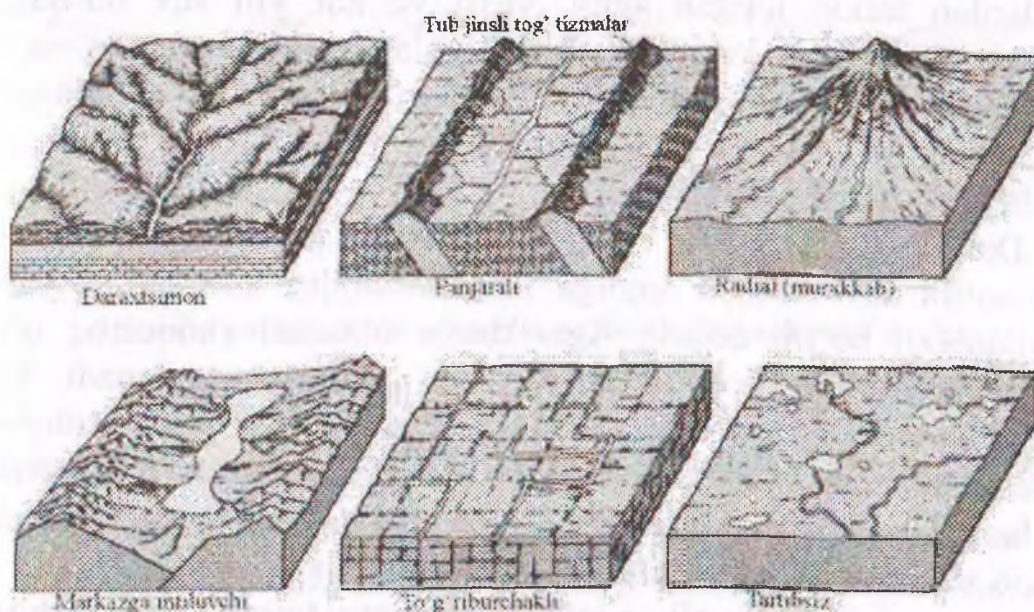 Tub jinsli tog' tizmalar
Daraxtsimon
Panjarali
Radial (murakkab)
Markazga intiluvchi
To'g'riburchakli
Tartibsiz